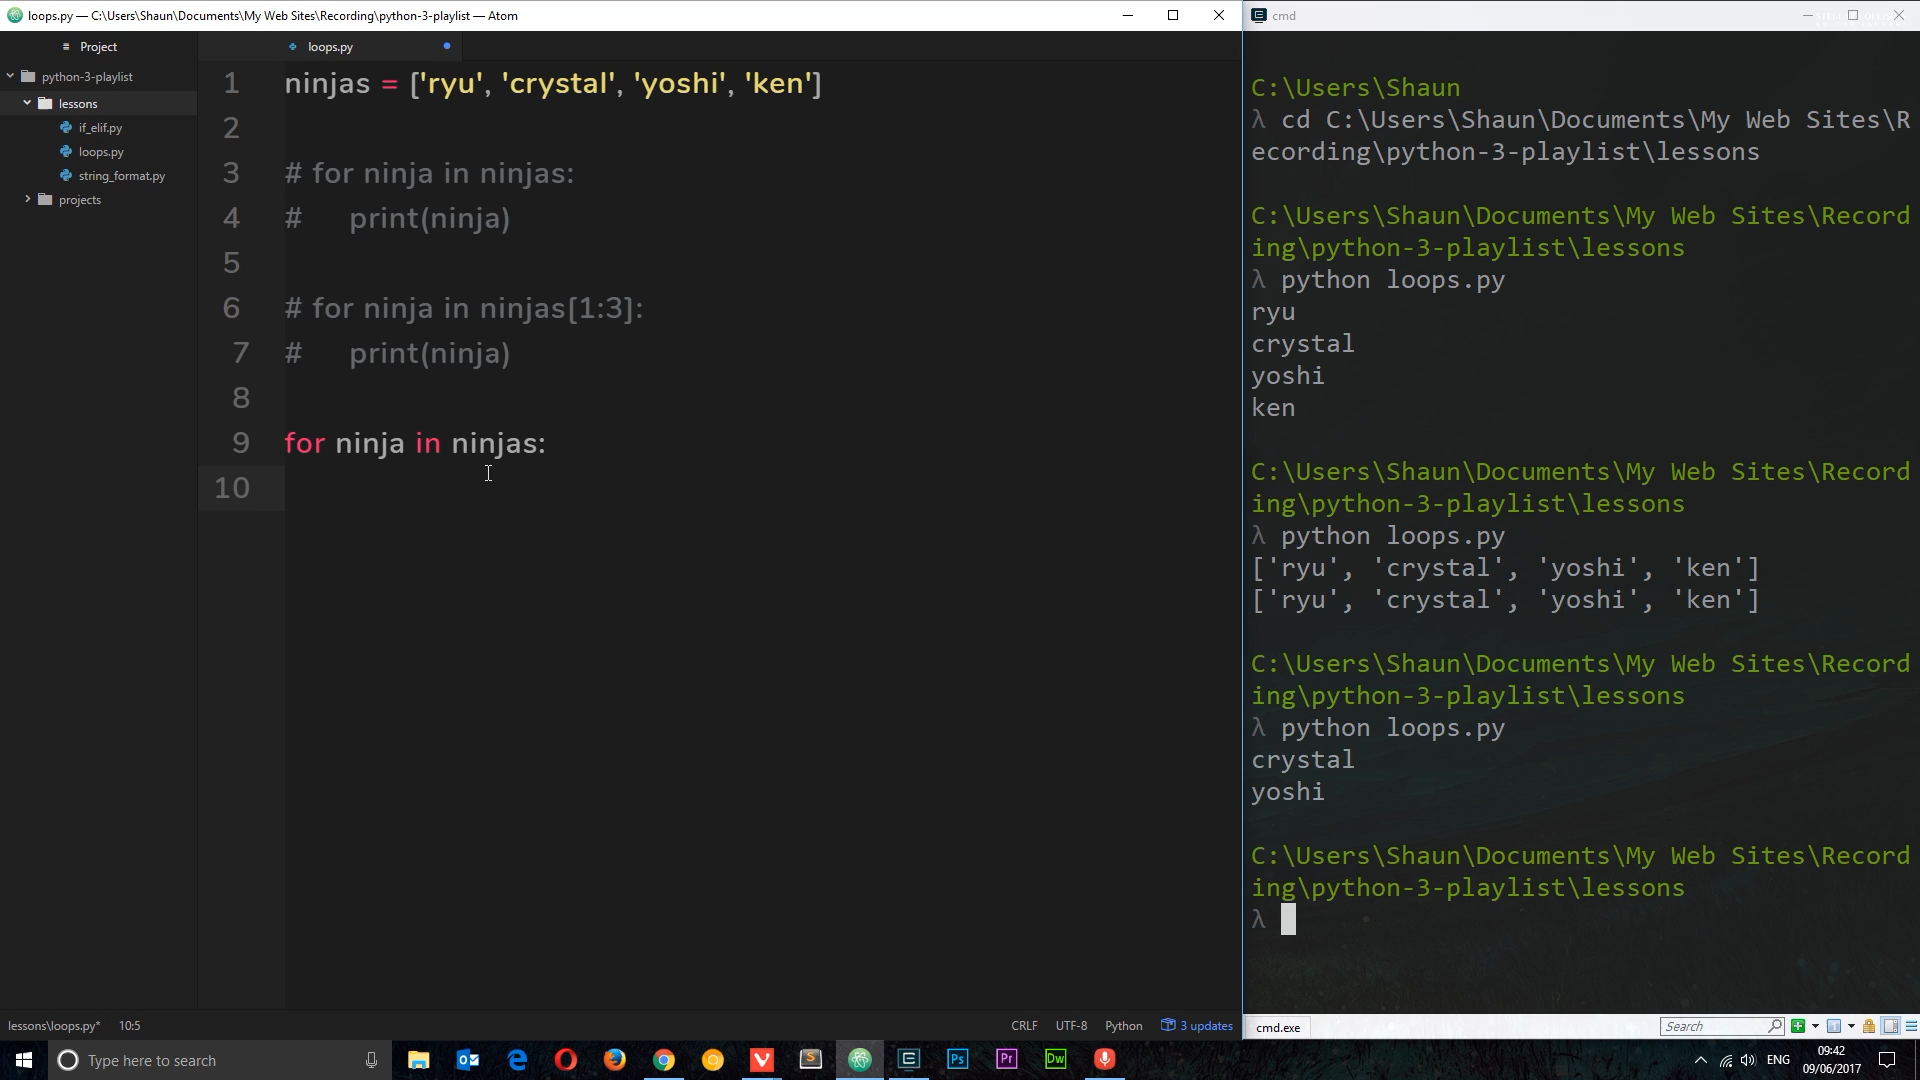 loops.py — C:\Users\Shaun\Documents\My Web Sites\Recording\python-3-playlist — Atom
Project
python-3-playlist
lessons
if_elif.py
loops.py
string_format.py
projects
loops.py
1 ninjas = ['ryu', 'crystal', 'yoshi', 'ken']
2
3 # for ninja in ninjas:
4 #     print(ninja)
5
6 # for ninja in ninjas[1:3]:
7 #     print(ninja)
8
9 for ninja in ninjas:
10
lessons\loops.py* 10:5
CRLF UTF-8 Python 3 updates
cmd
C:\Users\Shaun
λ cd C:\Users\Shaun\Documents\My Web Sites\R
ecording\python-3-playlist\lessons
C:\Users\Shaun\Documents\My Web Sites\Record
ing\python-3-playlist\lessons
λ python loops.py
ryu
crystal
yoshi
ken
C:\Users\Shaun\Documents\My Web Sites\Record
ing\python-3-playlist\lessons
λ python loops.py
['ryu', 'crystal', 'yoshi', 'ken']
['ryu', 'crystal', 'yoshi', 'ken']
C:\Users\Shaun\Documents\My Web Sites\Record
ing\python-3-playlist\lessons
λ python loops.py
crystal
yoshi
C:\Users\Shaun\Documents\My Web Sites\Record
ing\python-3-playlist\lessons
λ
cmd.exe
Search
Type here to search
Ps
Pr
Dw
ENG
09:42
09/06/2017